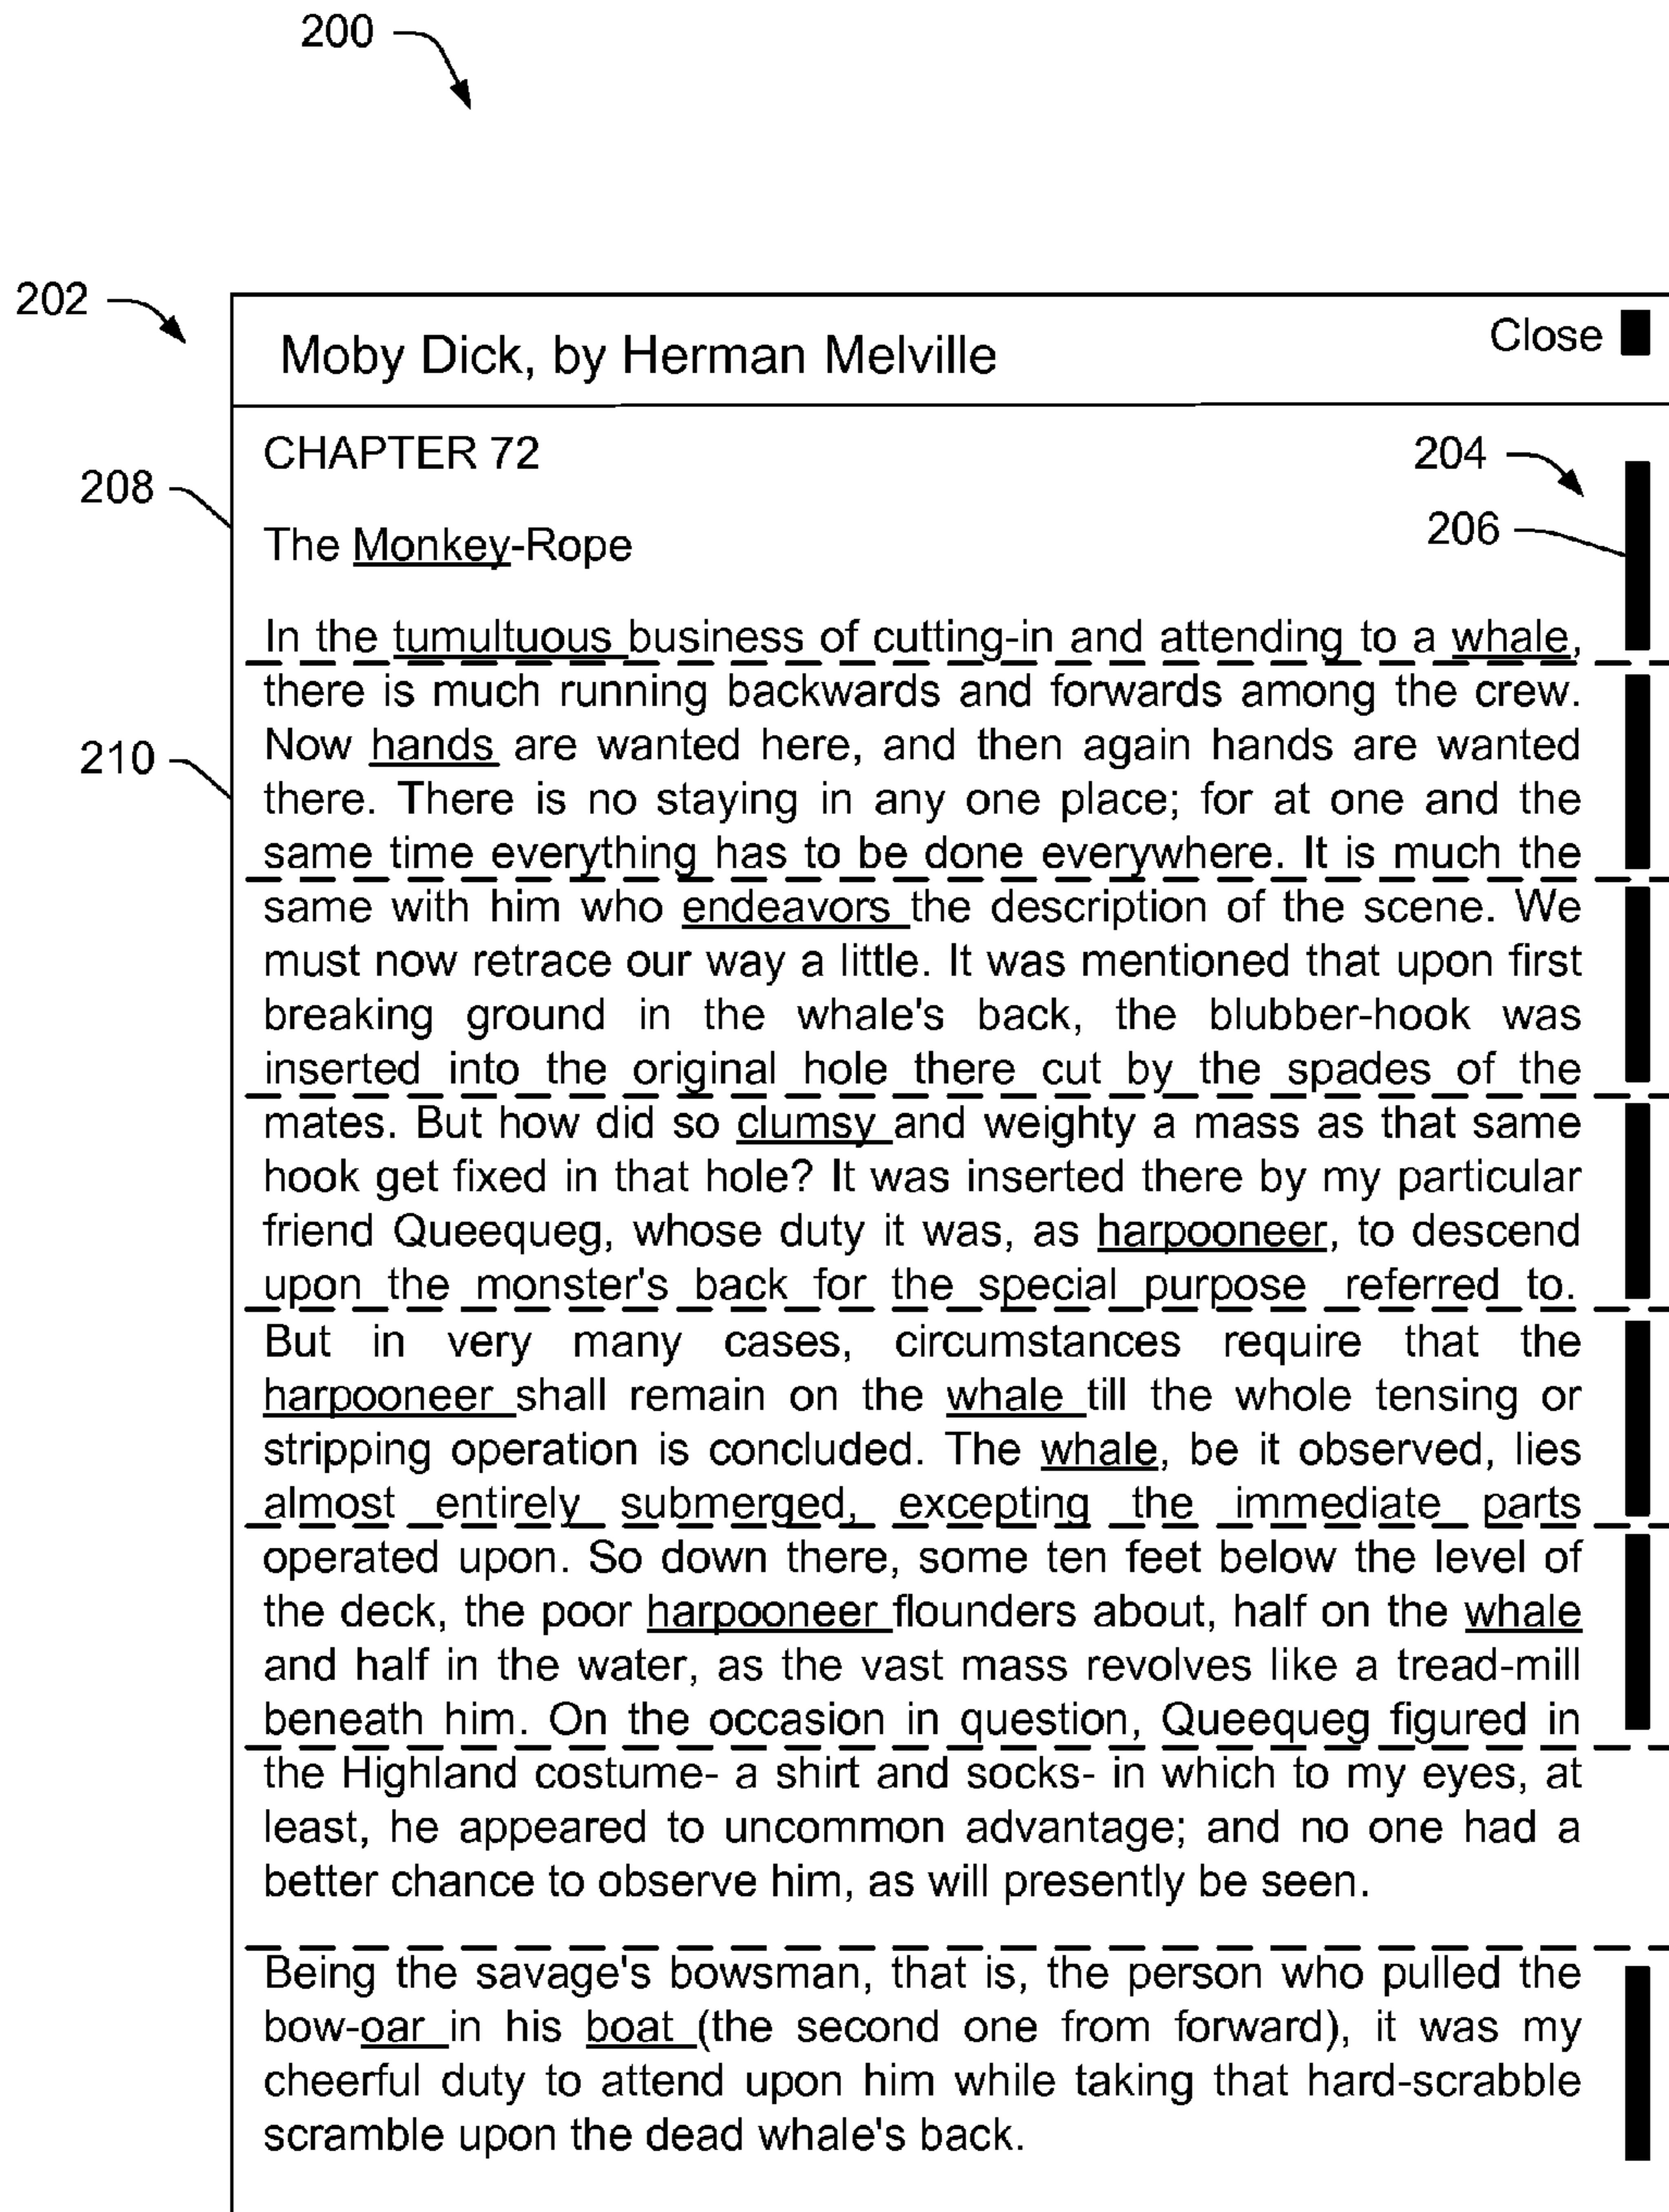 200
202
Moby Dick, by Herman Melville
Close
CHAPTER 72
204
208
206
The Monkey-Rope
In the tumultuous business of cutting-in and attending to a whale,
there is much running backwards and forwards among the crew.
Now hands are wanted here, and then again hands are wanted
210
there. There is no staying in any one place; for at one and the
same time everything has to be done everywhere. It is much the
same with him who endeavors the description of the scene. We
must now retrace our way a little. It was mentioned that upon first
breaking ground in the whale's back, the blubber-hook was
inserted into the original hole there cut by the spades of the
mates. But how did so clumsy and weighty a mass as that same
hook get fixed in that hole? It was inserted there by my particular
friend Queequeg, whose duty it was, as harpooneer, to descend
upon the monster's back for the special purpose referred to.
But in very many cases, circumstances require that the
harpooneer shall remain on the whale till the whole tensing or
stripping operation is concluded. The whale, be it observed, lies
almost entirely submerged, excepting the immediate parts
operated upon. So down there, some ten feet below the level of
the deck, the poor harpooneer flounders about, half on the whale
and half in the water, as the vast mass revolves like a tread-mill
beneath him. On the occasion in question, Queequeg figured in
the Highland costume- a shirt and socks- in which to my eyes, at
least, he appeared to uncommon advantage; and no one had a
better chance to observe him, as will presently be seen.
Being the savage's bowsman, that is, the person who pulled the
bow-oar in his boat (the second one from forward), it was my
cheerful duty to attend upon him while taking that hard-scrabble
scramble upon the dead whale's back.